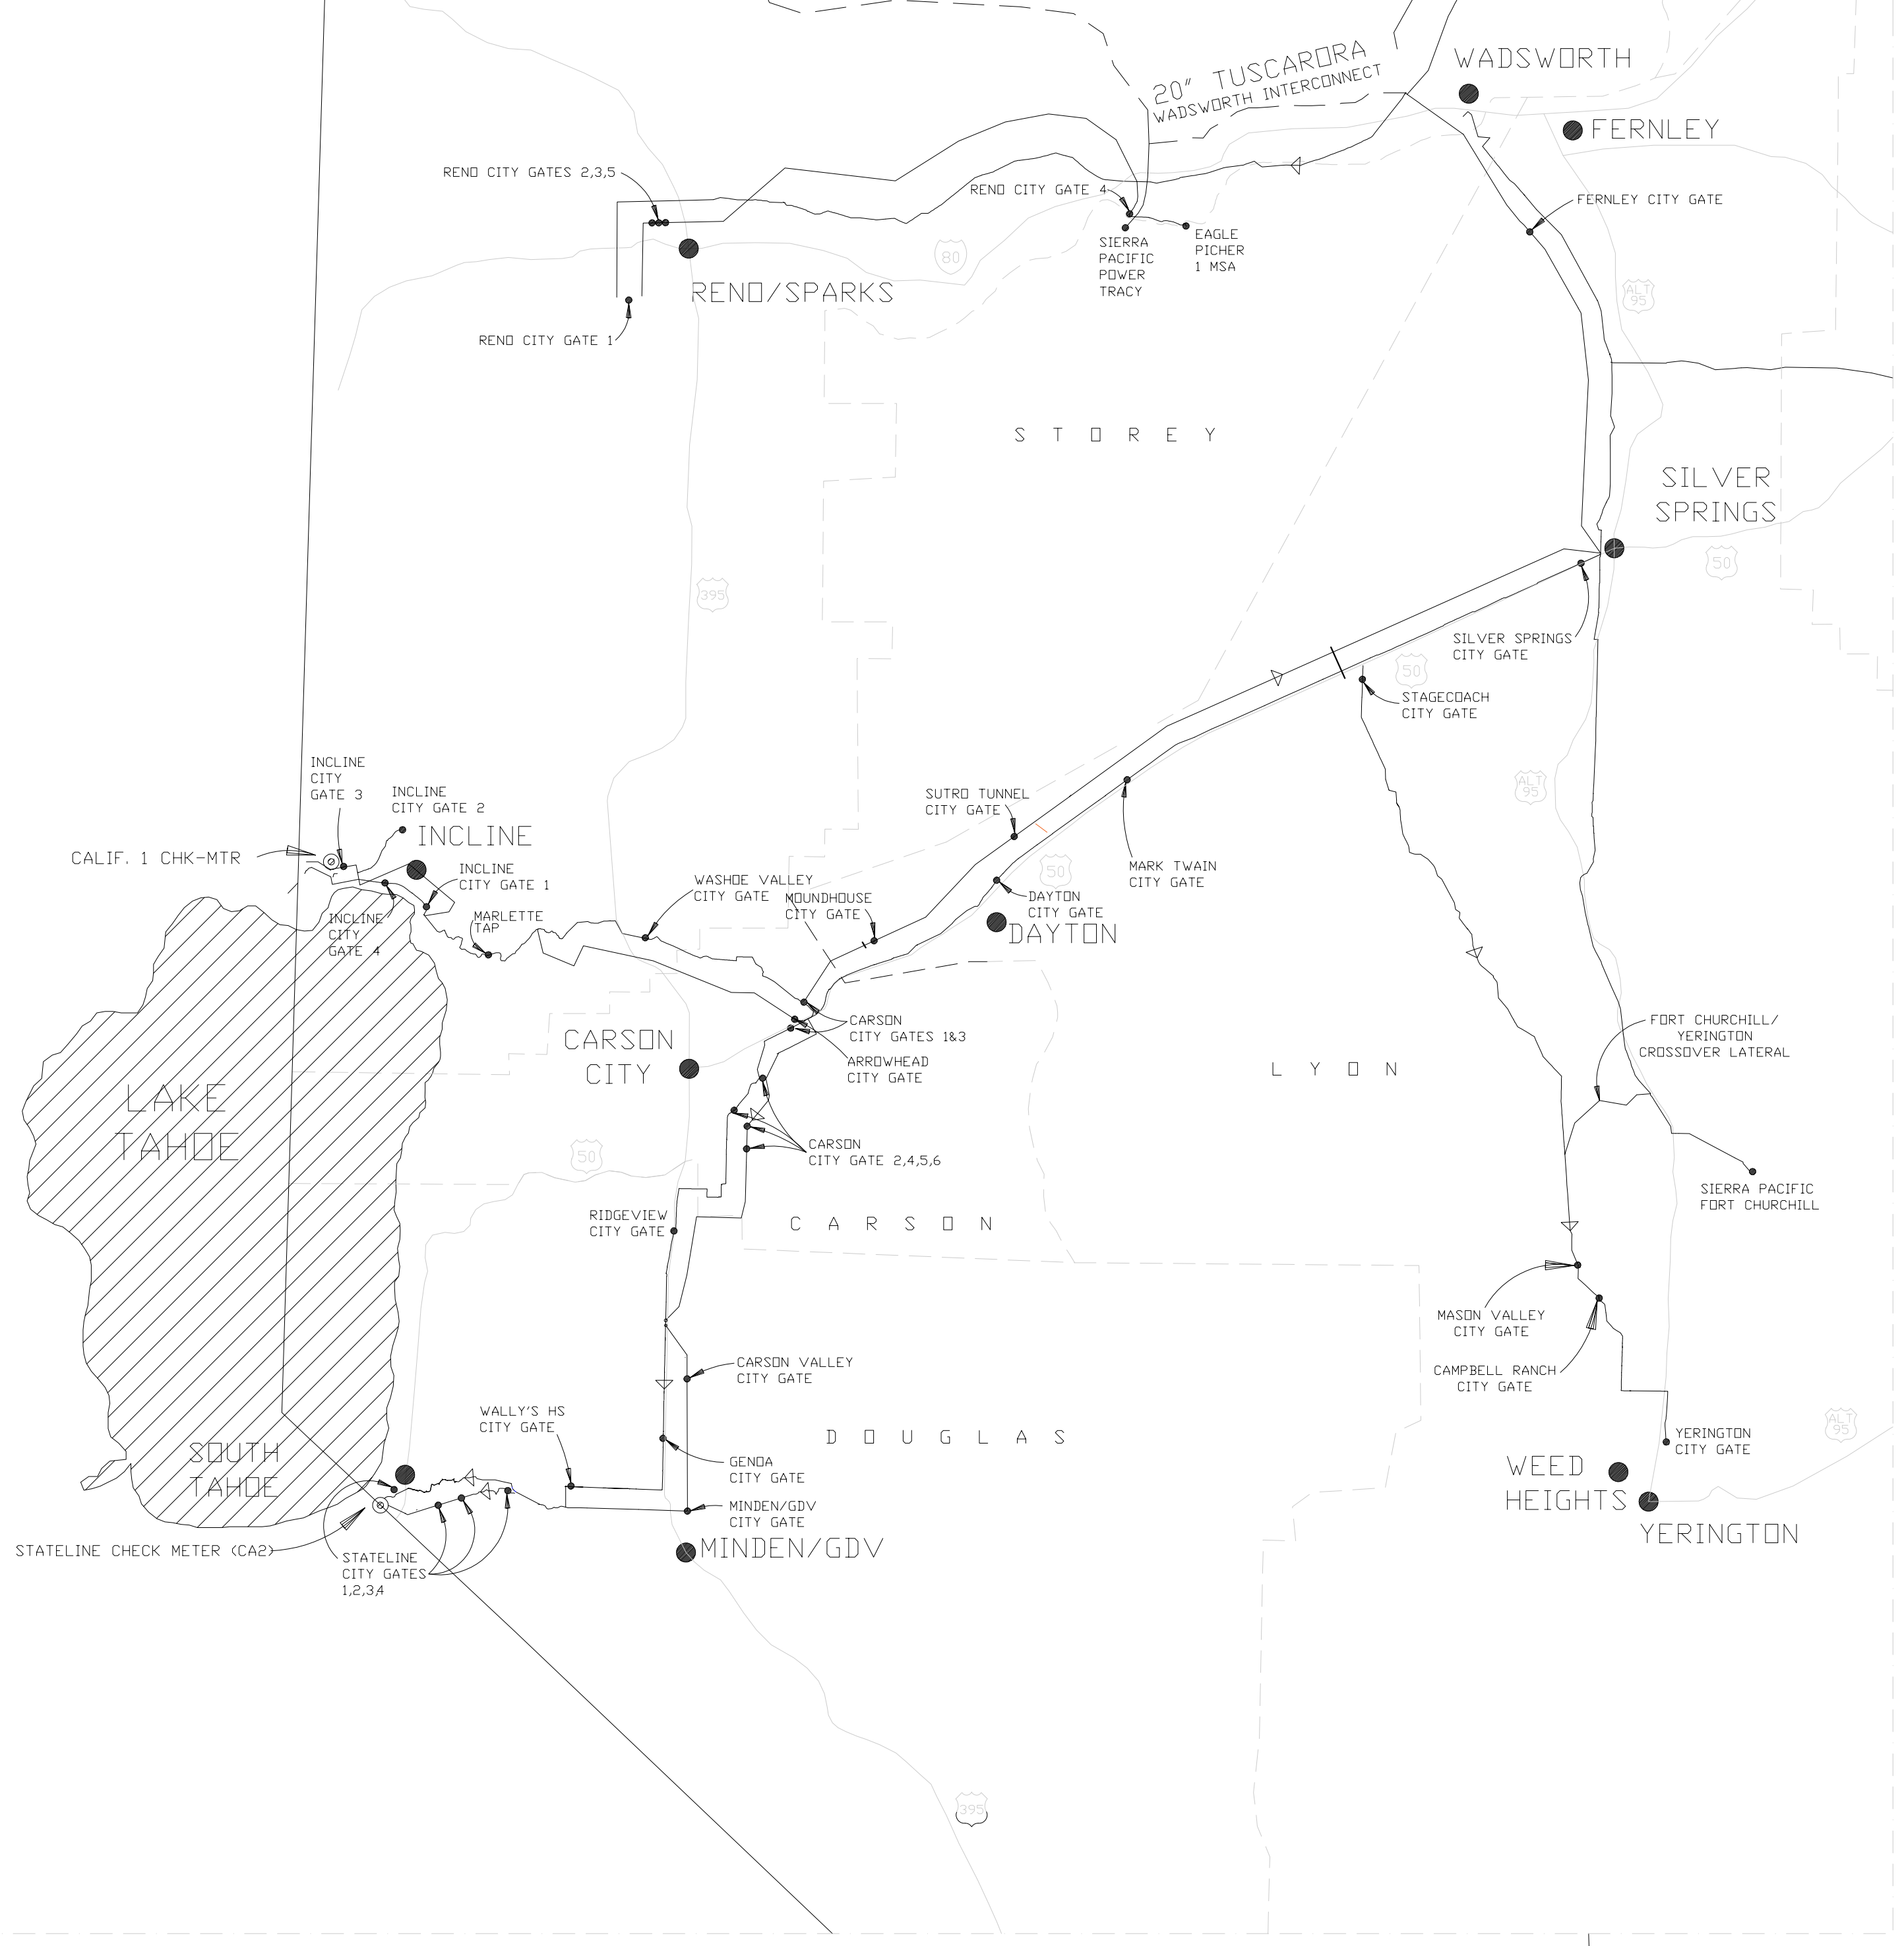 WADSWORTH
20" TUSCARORA
WADSWORTH INTERCONNECT
FERNLEY
RENO CITY GATES 2,3,5
RENO CITY GATE 4
FERNLEY CITY GATE
SIERRA
PACIFIC
POWER
TRACY
EAGLE
PICHER
1 MSA
80
RENO/SPARKS
ALT
95
RENO CITY GATE 1
STOREY
SILVER
SPRINGS
50
395
SILVER SPRINGS
CITY GATE
50
STAGECOACH
CITY GATE
INCLINE
CITY
GATE 3
INCLINE
CITY GATE 2
INCLINE
CALIF. 1 CHK-MTR
SUTRO TUNNEL
CITY GATE
ALT
95
MARK TWAIN
CITY GATE
50
INCLINE
CITY GATE 1
WASHOE VALLEY
CITY GATE
MOUNDHOUSE
CITY GATE
DAYTON
CITY GATE
DAYTON
INCLINE
CITY
GATE 4
MARLETTE
TAP
CARSON
CITY
CARSON
CITY GATES 1&3
ARROWHEAD
CITY GATE
FORT CHURCHILL/
YERINGTON
CROSSOVER LATERAL
LYON
LAKE
TAHOE
50
CARSON
CITY GATE 2,4,5,6
SIERRA PACIFIC
FORT CHURCHILL
RIDGEVIEW
CITY GATE
CARSON
MASON VALLEY
CITY GATE
CAMPBELL RANCH
CITY GATE
CARSON VALLEY
CITY GATE
WALLY'S HS
CITY GATE
DOUGLAS
ALT
95
YERINGTON
CITY GATE
SOUTH
TAHOE
GENOA
CITY GATE
WEED
HEIGHTS
MINDEN/GDV
CITY GATE
YERINGTON
MINDEN/GDV
STATELINE CHECK METER (CA2)
STATELINE
CITY GATES
1,2,3,4
395